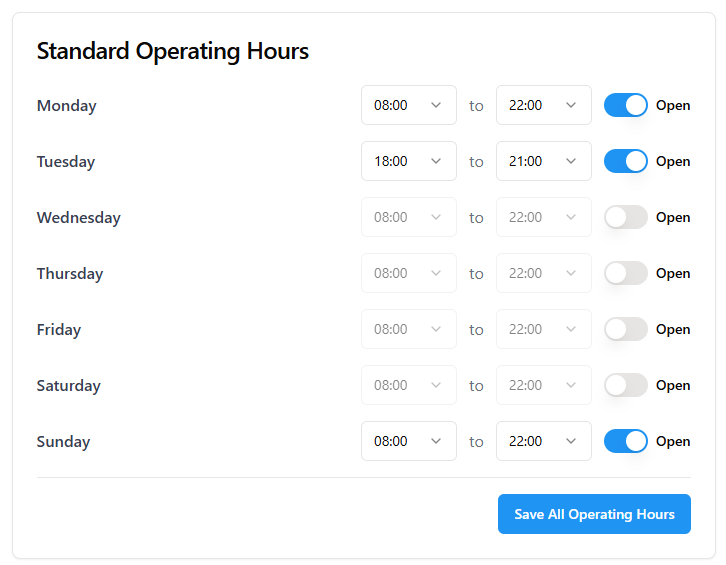 Standard Operating Hours
Monday 08:00 to 22:00 Open
Tuesday 18:00 to 21:00 Open
Wednesday 08:00 to 22:00 Open
Thursday 08:00 to 22:00 Open
Friday 08:00 to 22:00 Open
Saturday 08:00 to 22:00 Open
Sunday 08:00 to 22:00 Open
Save All Operating Hours